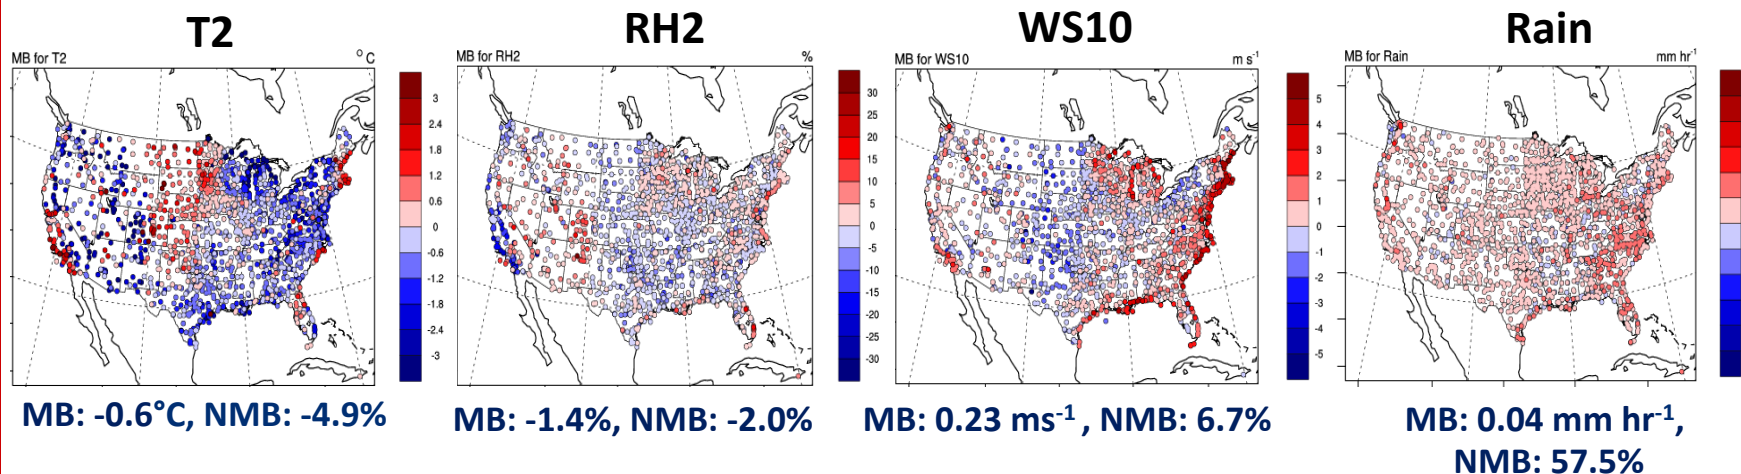 T2
RH2
WS10
Rain
MB for T2
° C
MB for RH2
%
MB for WS10
m s⁻¹
MB for Rain
mm hr⁻¹
3
2.4
1.8
1.2
0.6
0
-0.6
-1.2
-1.8
-2.4
-3
30
25
20
15
10
5
0
-5
-10
-15
-20
-25
-30
5
4
3
2
1
0
-1
-2
-3
-4
-5
MB: -0.6°C, NMB: -4.9%
MB: -1.4%, NMB: -2.0%
MB: 0.23 ms⁻¹ , NMB: 6.7%
MB: 0.04 mm hr⁻¹,
NMB: 57.5%